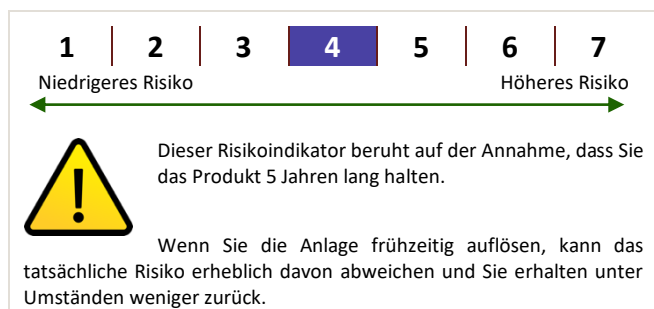 1 2 3 4 5 6 7
Niedrigeres Risiko Höheres Risiko
Dieser Risikoindikator beruht auf der Annahme, dass Sie
das Produkt 5 Jahren lang halten.
Wenn Sie die Anlage frühzeitig auflösen, kann das
tatsächliche Risiko erheblich davon abweichen und Sie erhalten unter
Umständen weniger zurück.